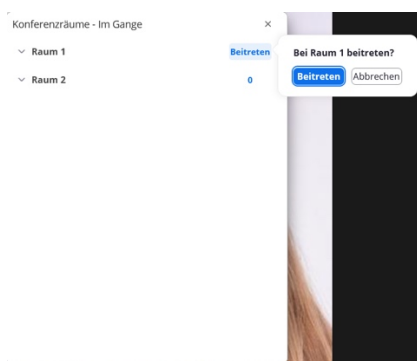 Konferenzräume - Im Gange
Raum 1 Beitreten
Raum 2 0
Bei Raum 1 beitreten?
Beitreten Abbrechen